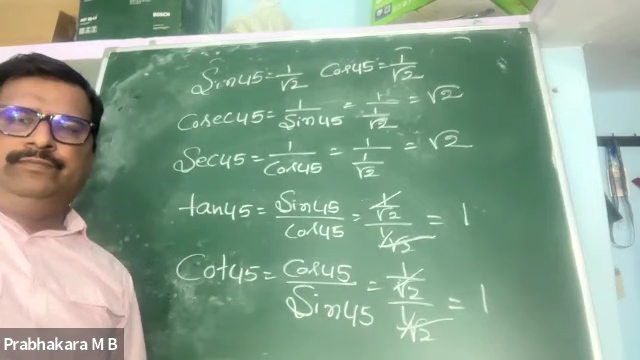 BOSCH
Sin45 = 1/√2 Cos45 = 1/√2
Cosec45 = 1/Sin45 = 1/(1/√2) = √2
Sec45 = 1/Cos45 = 1/(1/√2) = √2
tan45 = Sin45/Cos45 = (1/√2)/(1/√2) = 1
Cot45 = Cos45/Sin45 = (1/√2)/(1/√2) = 1
Prabhakara M B